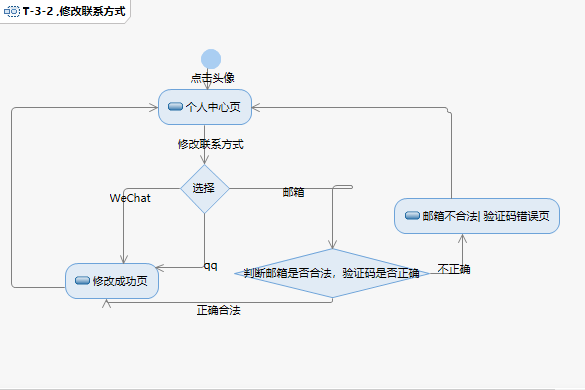 T-3-2 ,修改联系方式
点击头像
个人中心页
修改联系方式
选择
WeChat
邮箱
邮箱不合法| 验证码错误页
qq
判断邮箱是否合法，验证码是否正确
不正确
修改成功页
正确合法